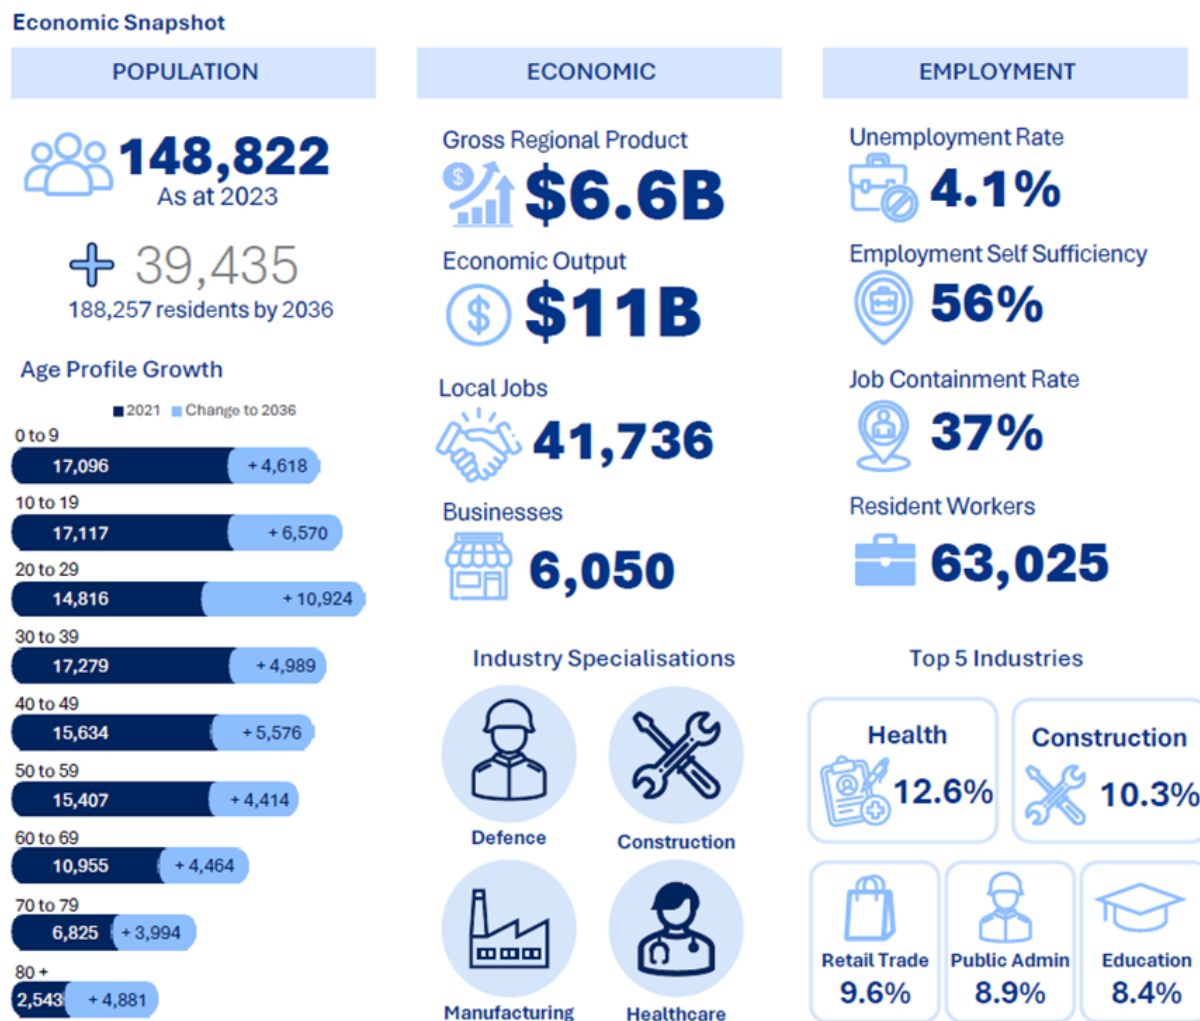 Economic Snapshot
POPULATION
148,822
As at 2023
+ 39,435
188,257 residents by 2036
Age Profile Growth
2021 Change to 2036
0 to 9
17,096 + 4,618
10 to 19
17,117 + 6,570
20 to 29
14,816 + 10,924
30 to 39
17,279 + 4,989
40 to 49
15,634 + 5,576
50 to 59
15,407 + 4,414
60 to 69
10,955 + 4,464
70 to 79
6,825 + 3,994
80 +
2,543 + 4,881
ECONOMIC
Gross Regional Product
$6.6B
Economic Output
$11B
Local Jobs
41,736
Businesses
6,050
Industry Specialisations
Defence
Construction
Manufacturing
Healthcare
EMPLOYMENT
Unemployment Rate
4.1%
Employment Self Sufficiency
56%
Job Containment Rate
37%
Resident Workers
63,025
Top 5 Industries
Health
12.6%
Construction
10.3%
Retail Trade
9.6%
Public Admin
8.9%
Education
8.4%